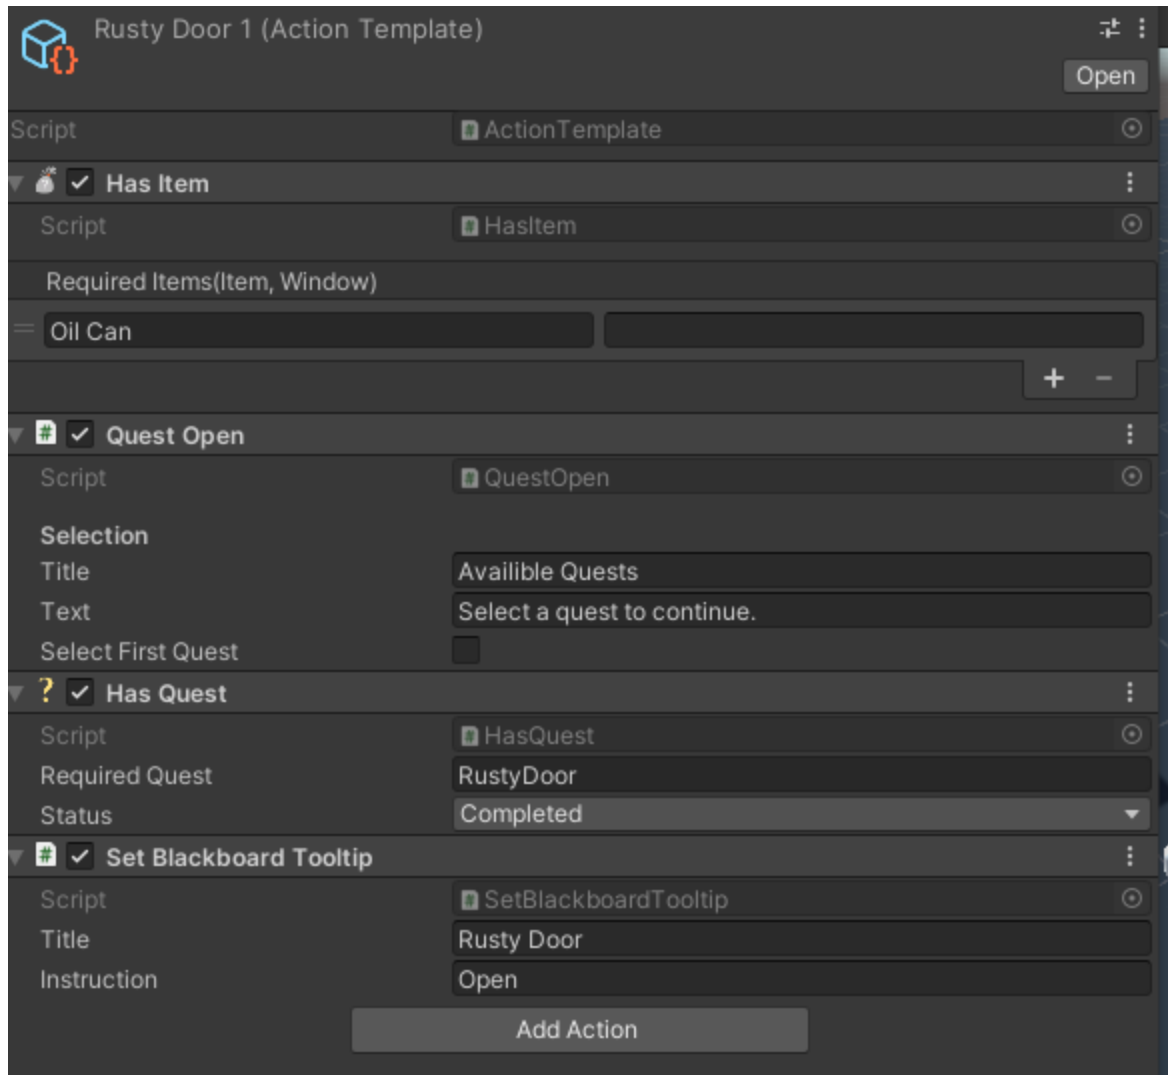 Rusty Door 1 (Action Template)
Open
Script ActionTemplate
Has Item
Script HasItem
Required Items(Item, Window)
Oil Can
Quest Open
Script QuestOpen
Selection
Title Availible Quests
Text Select a quest to continue.
Select First Quest
Has Quest
Script HasQuest
Required Quest RustyDoor
Status Completed
Set Blackboard Tooltip
Script SetBlackboardTooltip
Title Rusty Door
Instruction Open
Add Action